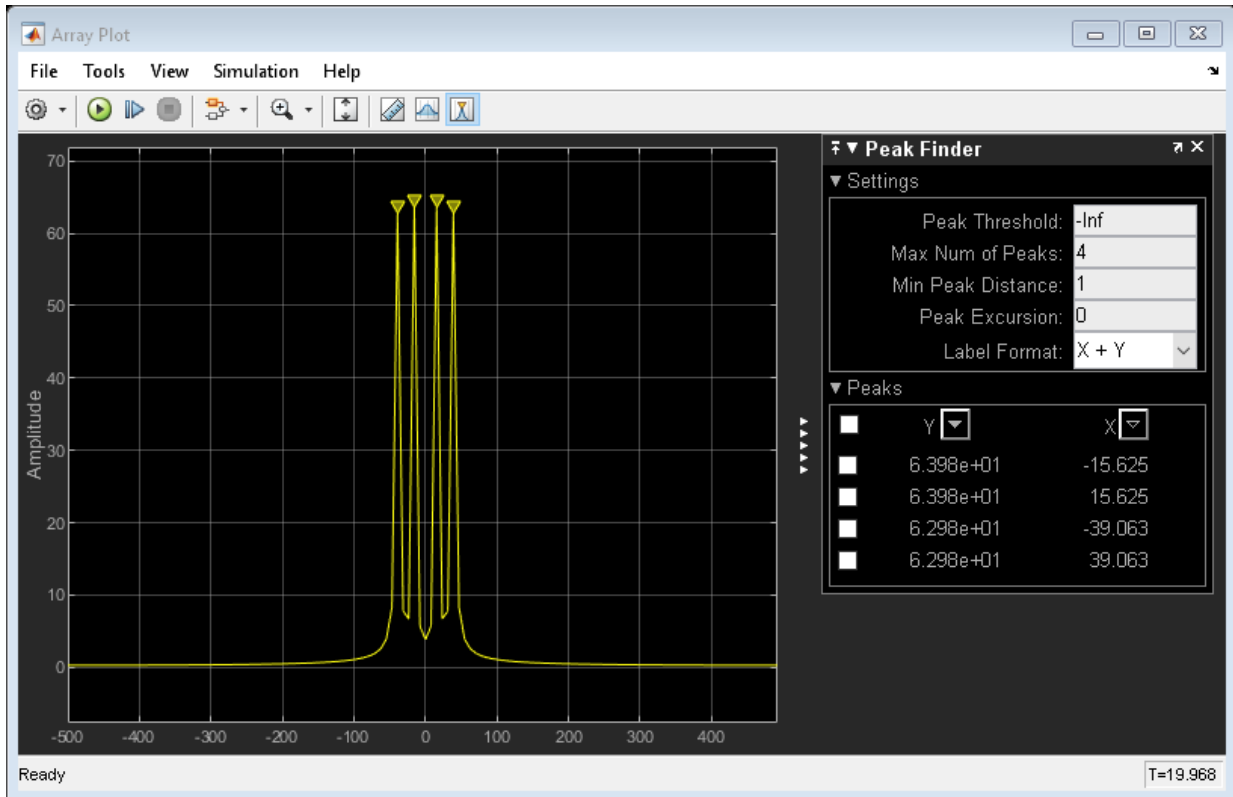 Array Plot
File Tools View Simulation Help
Peak Finder
Settings
Peak Threshold: -Inf
Max Num of Peaks: 4
Min Peak Distance: 1
Peak Excursion: 0
Label Format: X + Y
Peaks
Y X
6.398e+01 -15.625
6.398e+01 15.625
6.298e+01 -39.063
6.298e+01 39.063
70
60
50
40
30
20
10
0
Amplitude
-500 -400 -300 -200 -100 0 100 200 300 400
Ready T=19.968